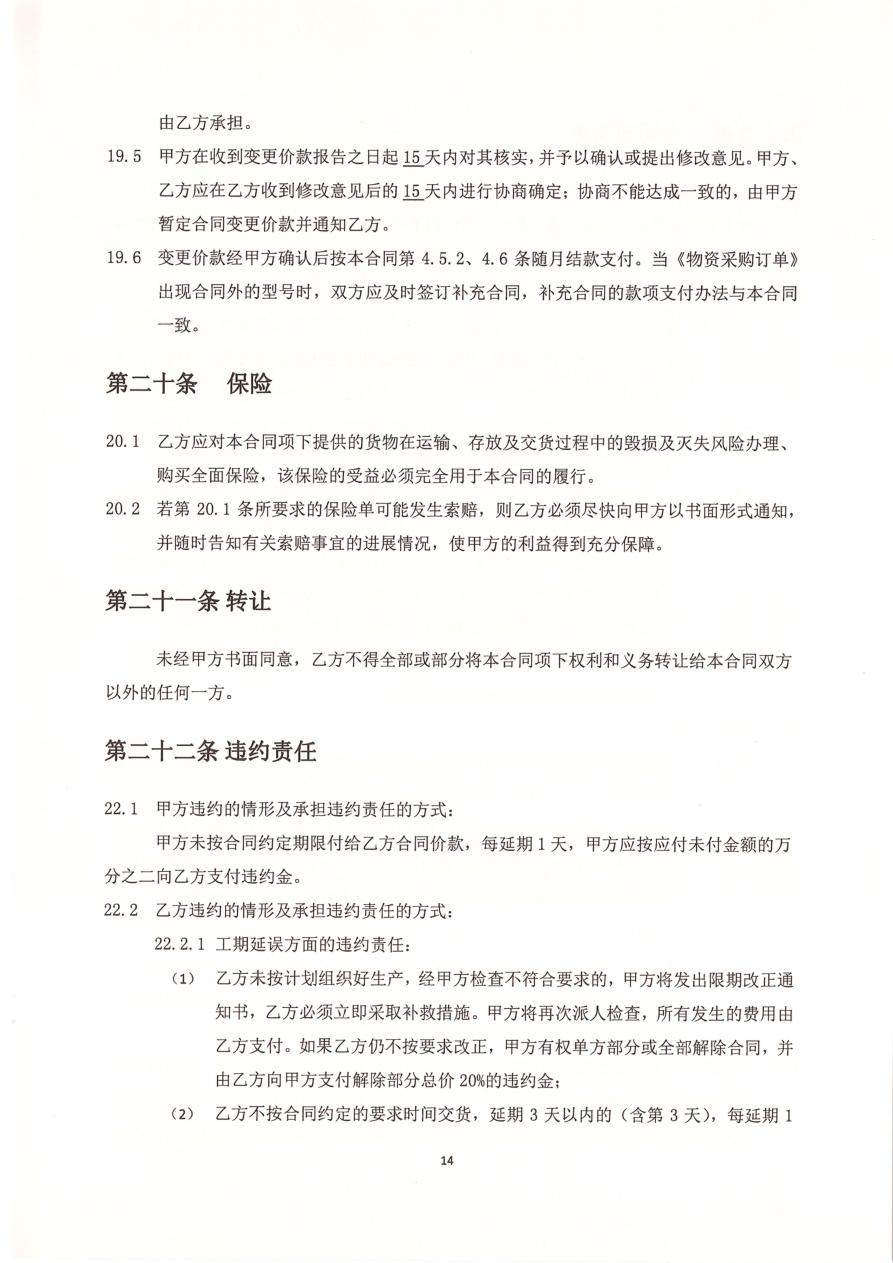 由乙方承担。
19.5 甲方在收到变更价款报告之日起 15 天内对其核实,并予以确认或提出修改意见。甲方、
乙方应在乙方收到修改意见后的 15 天内进行协商确定；协商不能达成一致的，由甲方
暂定合同变更价款并通知乙方。
19.6 变更价款经甲方确认后按本合同第 4.5.2、4.6 条随月结款支付。当《物资采购订单》
出现合同外的型号时，双方应及时签订补充合同，补充合同的款项支付办法与本合同
一致。
第二十条 保险
20.1 乙方应对本合同项下提供的货物在运输、存放及交货过程中的毁损及灭失风险办理、
购买全面保险，该保险的受益必须完全用于本合同的履行。
20.2 若第 20.1 条所要求的保险单可能发生索赔，则乙方必须尽快向甲方以书面形式通知，
并随时告知有关索赔事宜的进展情况，使甲方的利益得到充分保障。
第二十一条 转让
未经甲方书面同意，乙方不得全部或部分将本合同项下权利和义务转让给本合同双方
以外的任何一方。
第二十二条 违约责任
22.1 甲方违约的情形及承担违约责任的方式：
甲方未按合同约定期限付给乙方合同价款，每延期 1 天，甲方应按应付未付金额的万
分之二向乙方支付违约金。
22.2 乙方违约的情形及承担违约责任的方式：
22.2.1 工期延误方面的违约责任：
（1） 乙方未按计划组织好生产，经甲方检查不符合要求的，甲方将发出限期改正通
知书，乙方必须立即采取补救措施。甲方将再次派人检查，所有发生的费用由
乙方支付。如果乙方仍不按要求改正，甲方有权单方部分或全部解除合同，并
由乙方向甲方支付解除部分总价 20%的违约金；
（2） 乙方不按合同约定的要求时间交货，延期 3 天以内的（含第 3 天），每延期 1
14